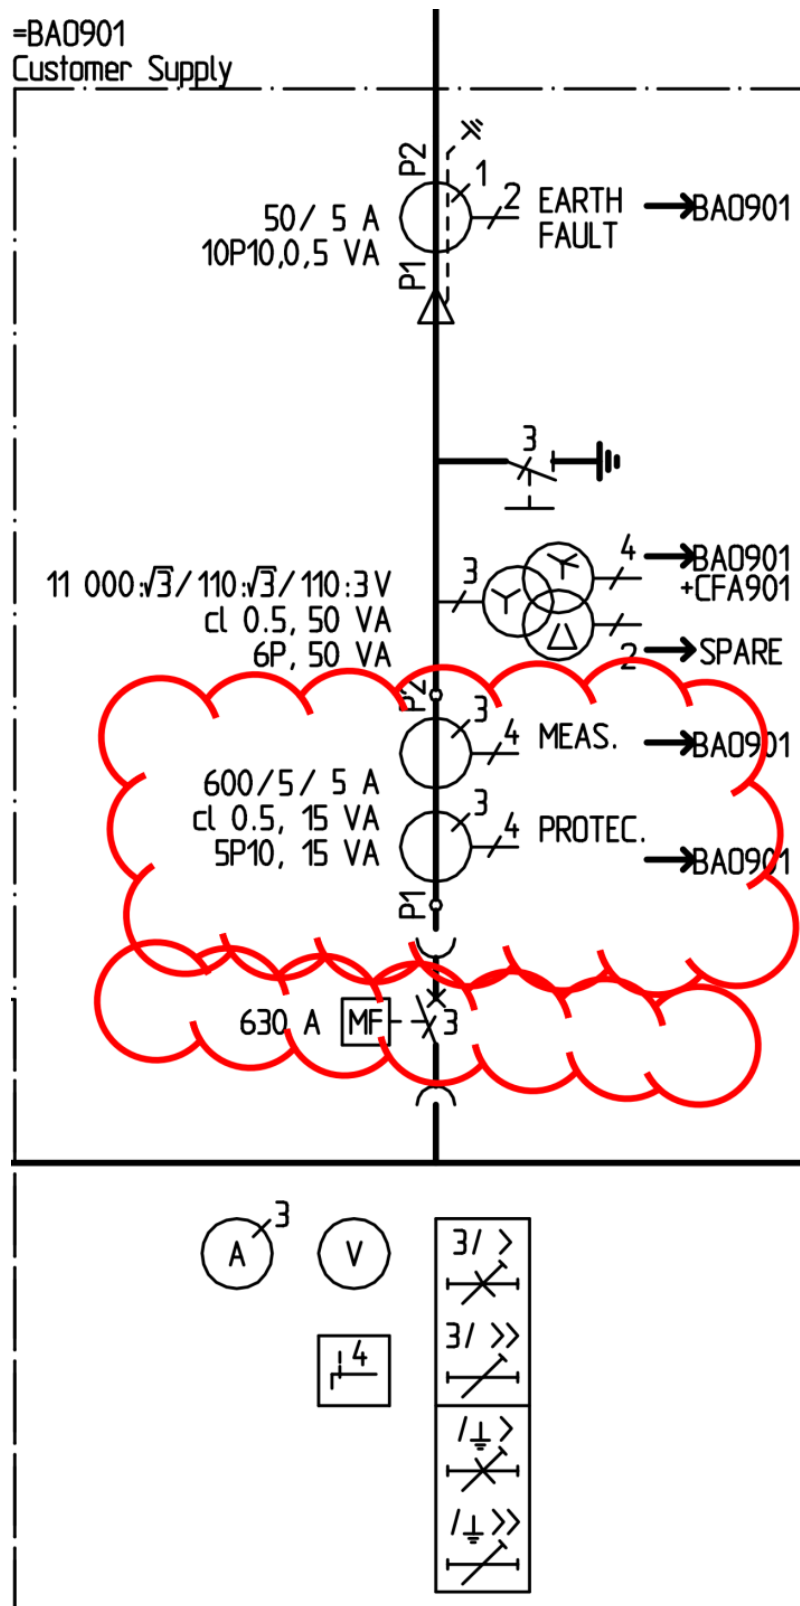 =BA0901
Customer Supply
P2
1
50/ 5 A
2
EARTH
BA0901
10P10,0,5 VA
FAULT
P1
3
11 000:√3/110:√3/110:3V
3
4
BA0901
+CFA901
cl 0.5, 50 VA
6P, 50 VA
2
SPARE
P2
3
4
MEAS.
BA0901
600/5/ 5 A
cl 0.5, 15 VA
5P10, 15 VA
3
4
PROTEC.
BA0901
P1
630 A
MF
3
A
3
V
3/ >
4
3/ >>
/⏚ >
/⏚ >>